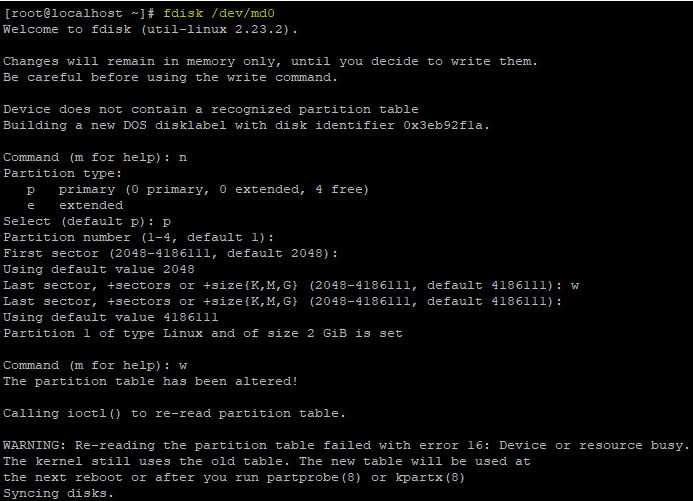 [root@localhost ~]# fdisk /dev/md0
Welcome to fdisk (util-linux 2.23.2).
Changes will remain in memory only, until you decide to write them.
Be careful before using the write command.
Device does not contain a recognized partition table
Building a new DOS disklabel with disk identifier 0x3eb92f1a.
Command (m for help): n
Partition type:
   p   primary (0 primary, 0 extended, 4 free)
   e   extended
Select (default p): p
Partition number (1-4, default 1):
First sector (2048-4186111, default 2048):
Using default value 2048
Last sector, +sectors or +size{K,M,G} (2048-4186111, default 4186111): w
Last sector, +sectors or +size{K,M,G} (2048-4186111, default 4186111):
Using default value 4186111
Partition 1 of type Linux and of size 2 GiB is set
Command (m for help): w
The partition table has been altered!
Calling ioctl() to re-read partition table.
WARNING: Re-reading the partition table failed with error 16: Device or resource busy.
The kernel still uses the old table. The new table will be used at
the next reboot or after you run partprobe(8) or kpartx(8)
Syncing disks.